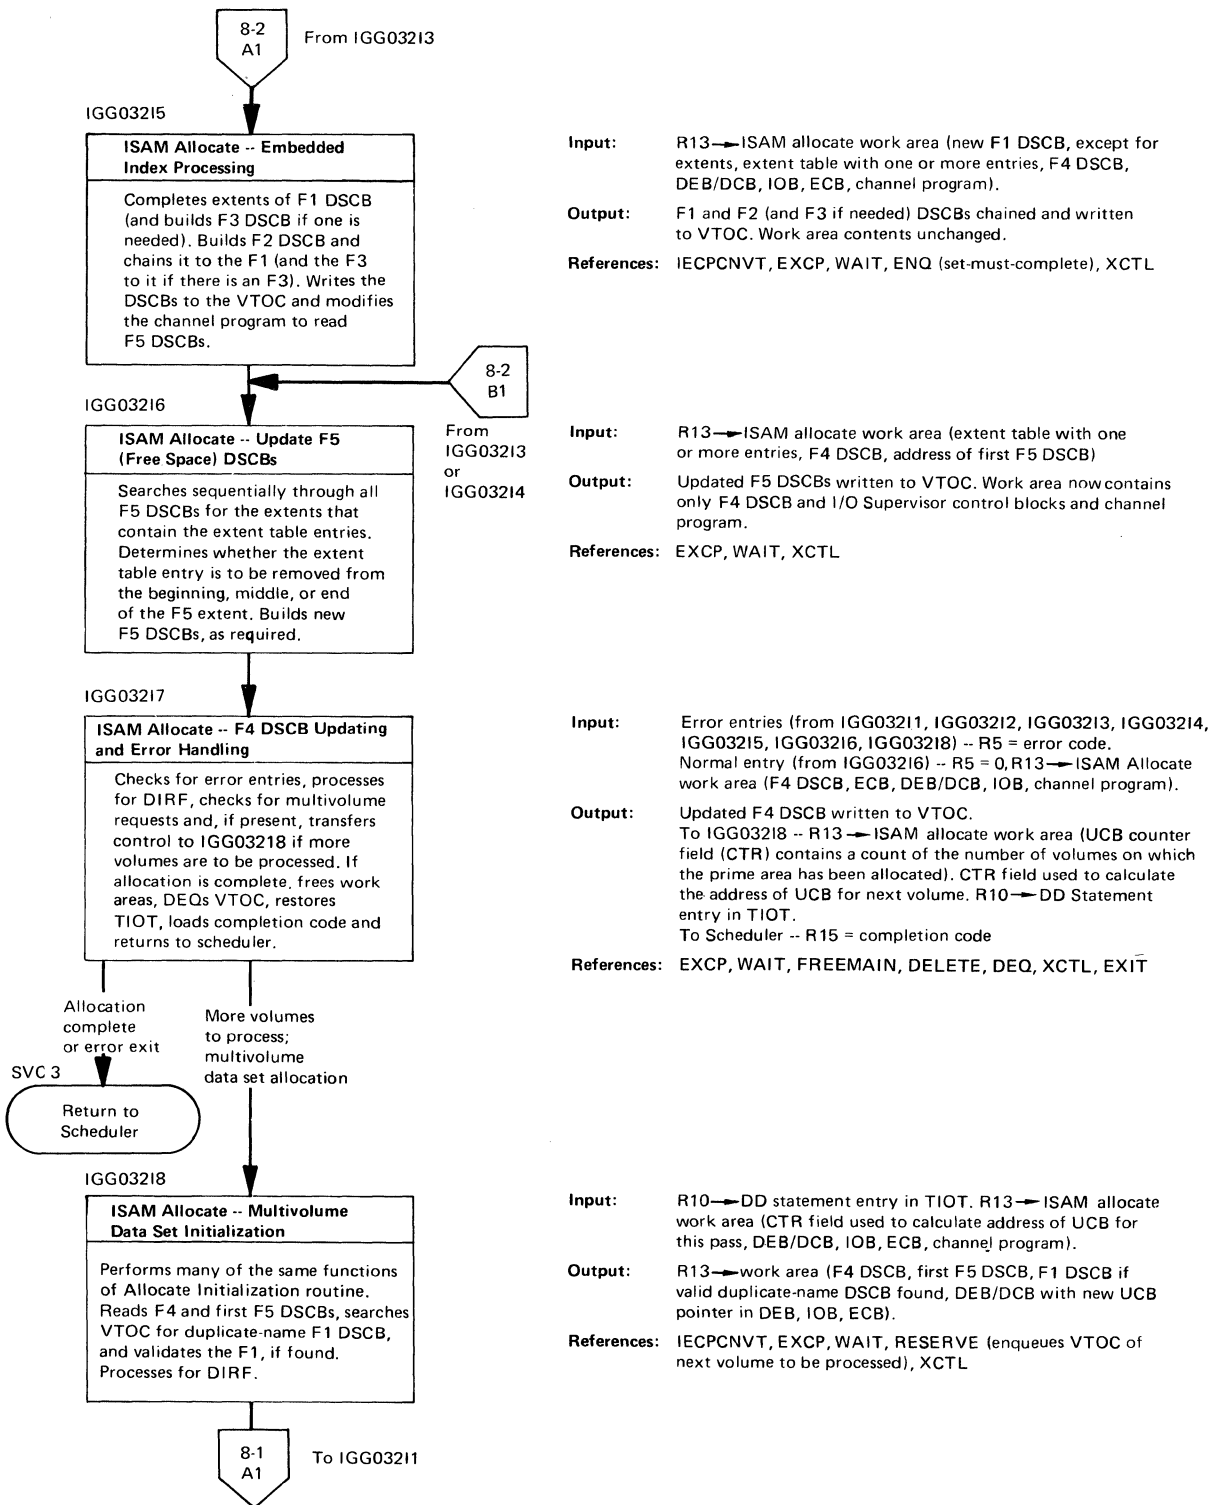 8-2
A1
From IGG03213
IGG03215
ISAM Allocate -- Embedded
Index Processing
Completes extents of F1 DSCB
(and builds F3 DSCB if one is
needed). Builds F2 DSCB and
chains it to the F1 (and the F3
to it if there is an F3). Writes the
DSCBs to the VTOC and modifies
the channel program to read
F5 DSCBs.
Input: R13→ISAM allocate work area (new F1 DSCB, except for
extents, extent table with one or more entries, F4 DSCB,
DEB/DCB, IOB, ECB, channel program).
Output: F1 and F2 (and F3 if needed) DSCBs chained and written
to VTOC. Work area contents unchanged.
References: IECPCNVT, EXCP, WAIT, ENQ (set-must-complete), XCTL
8-2
B1
From
IGG03213
or
IGG03214
IGG03216
ISAM Allocate -- Update F5
(Free Space) DSCBs
Searches sequentially through all
F5 DSCBs for the extents that
contain the extent table entries.
Determines whether the extent
table entry is to be removed from
the beginning, middle, or end
of the F5 extent. Builds new
F5 DSCBs, as required.
Input: R13→ISAM allocate work area (extent table with one
or more entries, F4 DSCB, address of first F5 DSCB)
Output: Updated F5 DSCBs written to VTOC. Work area now contains
only F4 DSCB and I/O Supervisor control blocks and channel
program.
References: EXCP, WAIT, XCTL
IGG03217
ISAM Allocate -- F4 DSCB Updating
and Error Handling
Checks for error entries, processes
for DIRF, checks for multivolume
requests and, if present, transfers
control to IGG03218 if more
volumes are to be processed. If
allocation is complete, frees work
areas, DEQs VTOC, restores
TIOT, loads completion code and
returns to scheduler.
Input: Error entries (from IGG03211, IGG03212, IGG03213, IGG03214,
IGG03215, IGG03216, IGG03218) -- R5 = error code.
Normal entry (from IGG03216) -- R5 = 0, R13→ISAM Allocate
work area (F4 DSCB, ECB, DEB/DCB, IOB, channel program).
Output: Updated F4 DSCB written to VTOC.
To IGG03218 -- R13→ISAM allocate work area (UCB counter
field (CTR) contains a count of the number of volumes on which
the prime area has been allocated). CTR field used to calculate
the address of UCB for next volume. R10→DD Statement
entry in TIOT.
To Scheduler -- R15 = completion code
References: EXCP, WAIT, FREEMAIN, DELETE, DEQ, XCTL, EXIT
Allocation
complete
or error exit
More volumes
to process;
multivolume
data set allocation
SVC 3
Return to
Scheduler
IGG03218
ISAM Allocate -- Multivolume
Data Set Initialization
Performs many of the same functions
of Allocate Initialization routine.
Reads F4 and first F5 DSCBs, searches
VTOC for duplicate-name F1 DSCB,
and validates the F1, if found.
Processes for DIRF.
Input: R10→DD statement entry in TIOT. R13→ISAM allocate
work area (CTR field used to calculate address of UCB for
this pass, DEB/DCB, IOB, ECB, channel program).
Output: R13→work area (F4 DSCB, first F5 DSCB, F1 DSCB if
valid duplicate-name DSCB found, DEB/DCB with new UCB
pointer in DEB, IOB, ECB).
References: IECPCNVT, EXCP, WAIT, RESERVE (enqueues VTOC of
next volume to be processed), XCTL
8-1
A1
To IGG03211